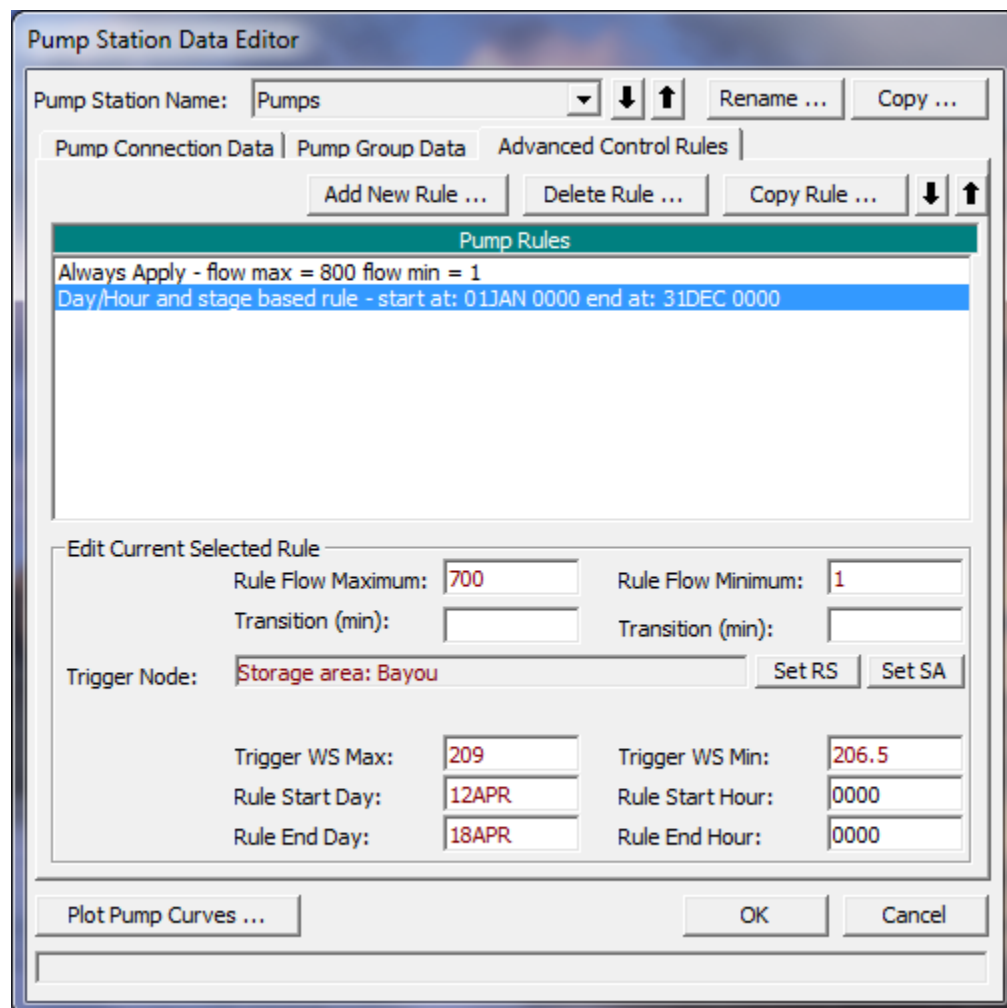 Pump Station Data Editor
Pump Station Name: Pumps Rename ... Copy ...
Pump Connection Data Pump Group Data Advanced Control Rules
Add New Rule ... Delete Rule ... Copy Rule ...
Pump Rules
Always Apply - flow max = 800 flow min = 1
Day/Hour and stage based rule - start at: 01JAN 0000 end at: 31DEC 0000
Edit Current Selected Rule
Rule Flow Maximum: 700 Rule Flow Minimum: 1
Transition (min): Transition (min):
Trigger Node: Storage area: Bayou Set RS Set SA
Trigger WS Max: 209 Trigger WS Min: 206.5
Rule Start Day: 12APR Rule Start Hour: 0000
Rule End Day: 18APR Rule End Hour: 0000
Plot Pump Curves ... OK Cancel